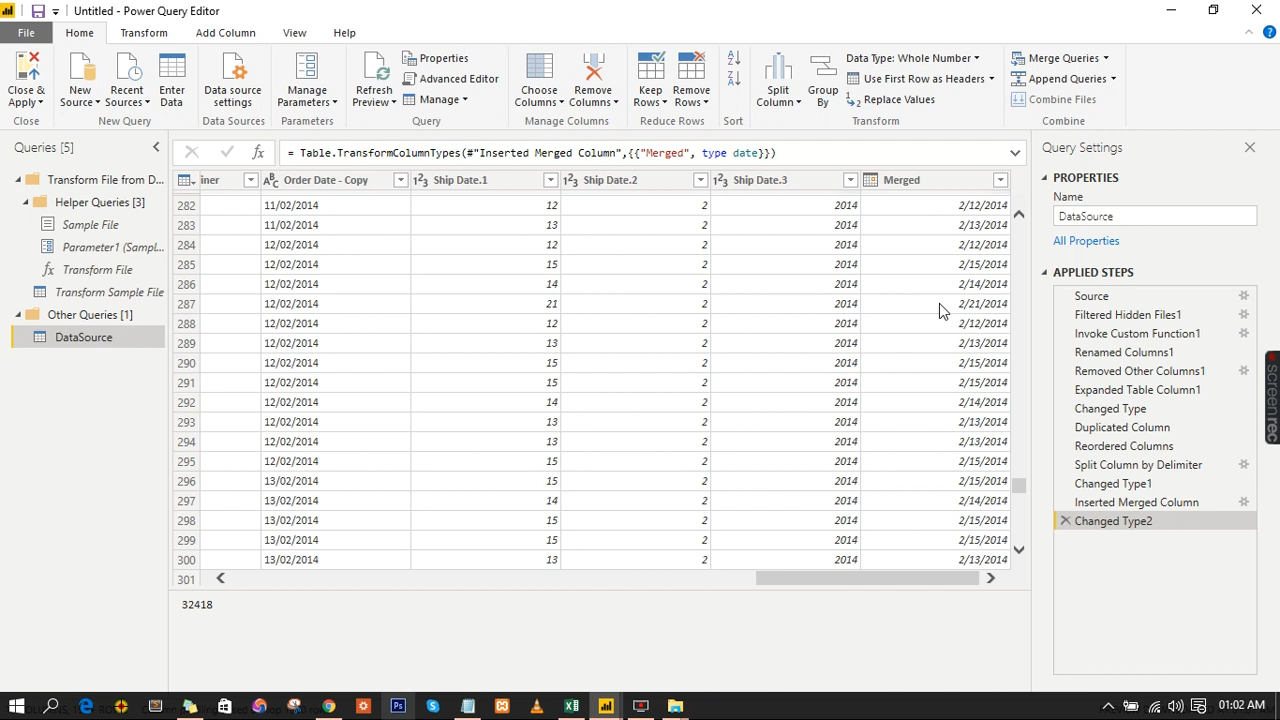 Untitled - Power Query Editor
File Home Transform Add Column View Help
Close & Apply New Source Recent Sources Enter Data Data source settings Manage Parameters Refresh Preview Properties Advanced Editor Manage Choose Columns Remove Columns Keep Rows Remove Rows Split Column Group By Data Type: Whole Number Use First Row as Headers Replace Values Merge Queries Append Queries Combine Files
Close New Query Data Sources Parameters Query Manage Columns Reduce Rows Sort Transform Combine
Queries [5]
Transform File from D...
Helper Queries [3]
Sample File
Parameter1 (Sampl...
Transform File
Transform Sample File
Other Queries [1]
DataSource
fx = Table.TransformColumnTypes(#"Inserted Merged Column",{{"Merged", type date}})
iner Order Date - Copy Ship Date.1 Ship Date.2 Ship Date.3 Merged
282 11/02/2014 12 2 2014 2/12/2014
283 11/02/2014 13 2 2014 2/13/2014
284 12/02/2014 12 2 2014 2/12/2014
285 12/02/2014 15 2 2014 2/15/2014
286 12/02/2014 14 2 2014 2/14/2014
287 12/02/2014 21 2 2014 2/21/2014
288 12/02/2014 12 2 2014 2/12/2014
289 12/02/2014 13 2 2014 2/13/2014
290 12/02/2014 15 2 2014 2/15/2014
291 12/02/2014 15 2 2014 2/15/2014
292 12/02/2014 14 2 2014 2/14/2014
293 12/02/2014 13 2 2014 2/13/2014
294 12/02/2014 13 2 2014 2/13/2014
295 12/02/2014 15 2 2014 2/15/2014
296 13/02/2014 15 2 2014 2/15/2014
297 13/02/2014 14 2 2014 2/14/2014
298 13/02/2014 15 2 2014 2/15/2014
299 13/02/2014 15 2 2014 2/15/2014
300 13/02/2014 13 2 2014 2/13/2014
301
32418
Query Settings
PROPERTIES
Name
DataSource
All Properties
APPLIED STEPS
Source
Filtered Hidden Files1
Invoke Custom Function1
Renamed Columns1
Removed Other Columns1
Expanded Table Column1
Changed Type
Duplicated Column
Reordered Columns
Split Column by Delimiter
Changed Type1
Inserted Merged Column
Changed Type2
screenrec
01:02 AM